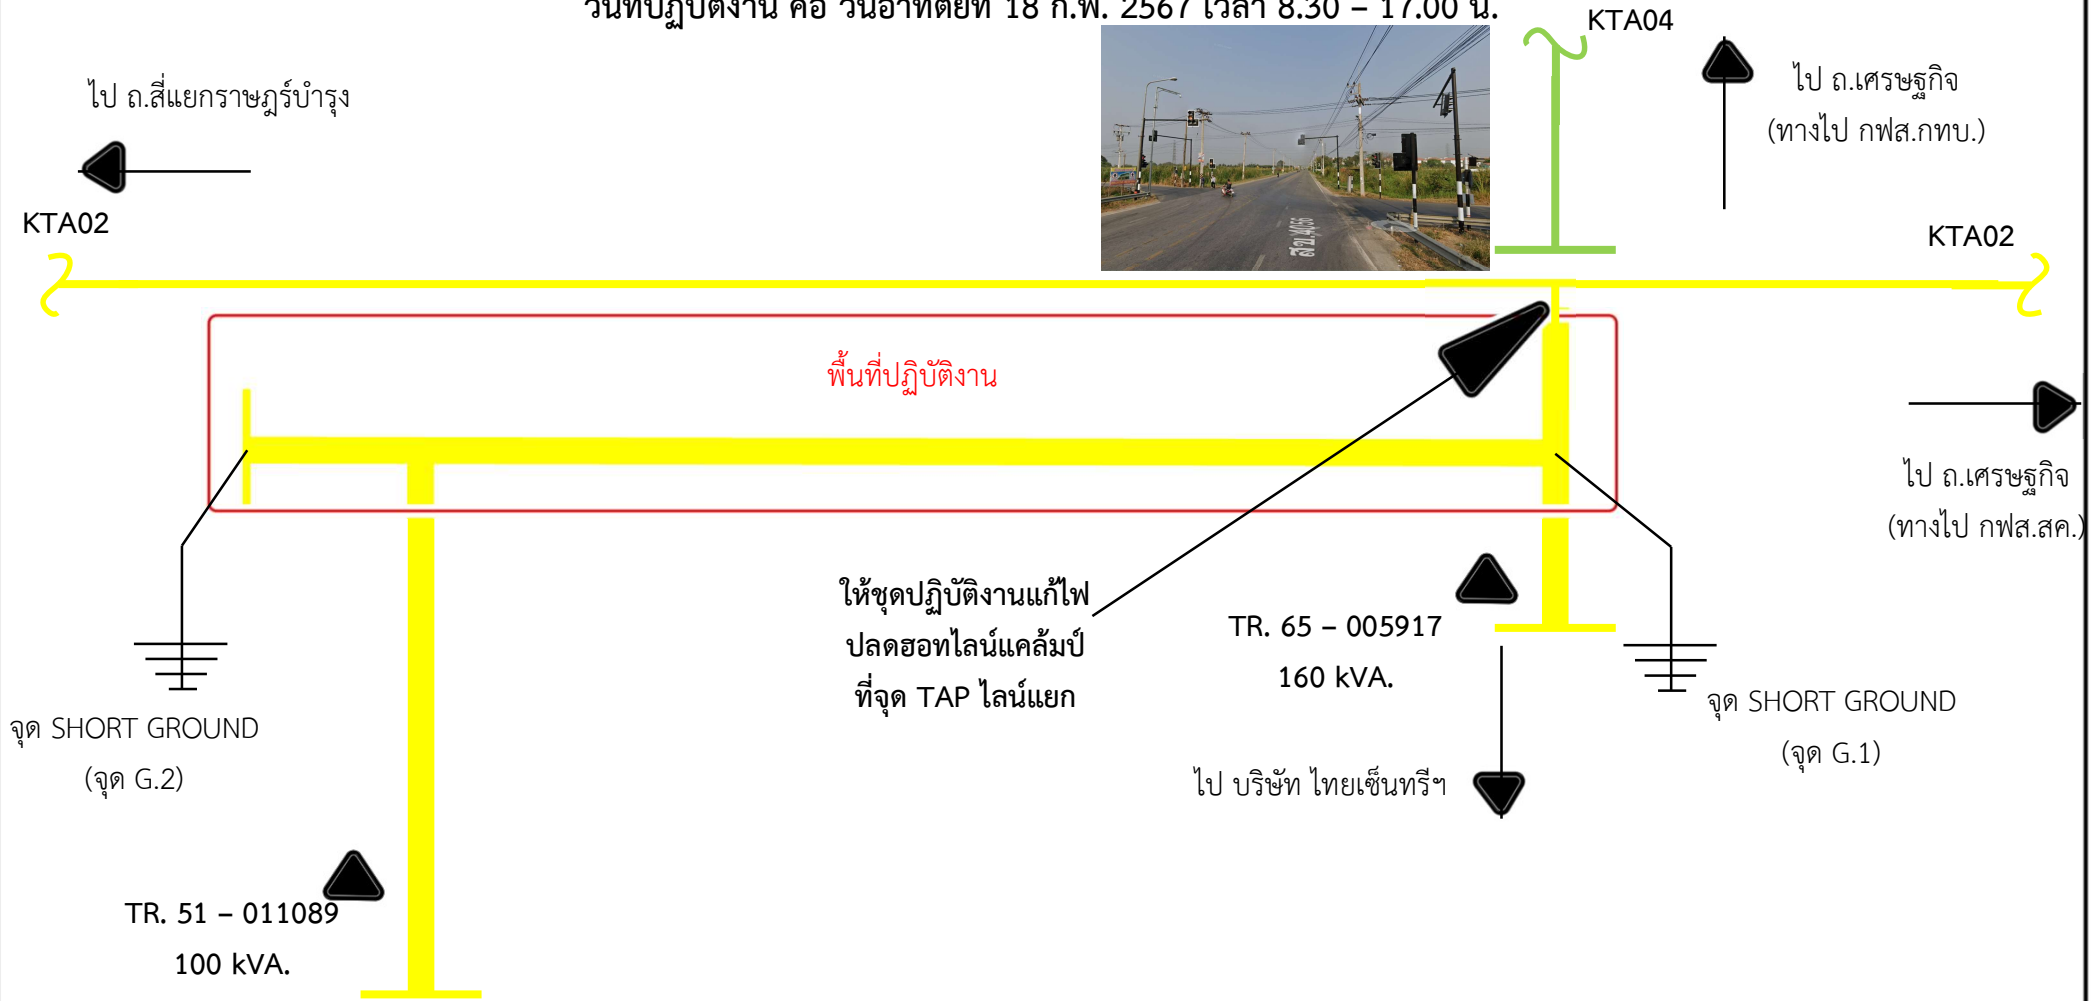 วันที่ปฏิบัติงาน คือ วันอาทิตย์ที่ 18 ก.พ. 2567 เวลา 8.30 – 17.00 น.
KTA04
ไป ถ.สี่แยกราษฎร์บำรุง
ไป ถ.เศรษฐกิจ
(ทางไป กฟส.กทบ.)
KTA02
KTA02
พื้นที่ปฏิบัติงาน
ไป ถ.เศรษฐกิจ
(ทางไป กฟส.สค.)
ให้ชุดปฏิบัติงานแก้ไฟ
ปลดฮอทไลน์แคล้มป์
ที่จุด TAP ไลน์แยก
TR. 65 – 005917
160 kVA.
จุด SHORT GROUND
(จุด G.2)
จุด SHORT GROUND
(จุด G.1)
ไป บริษัท ไทยเซ็นทรีฯ
TR. 51 – 011089
100 kVA.